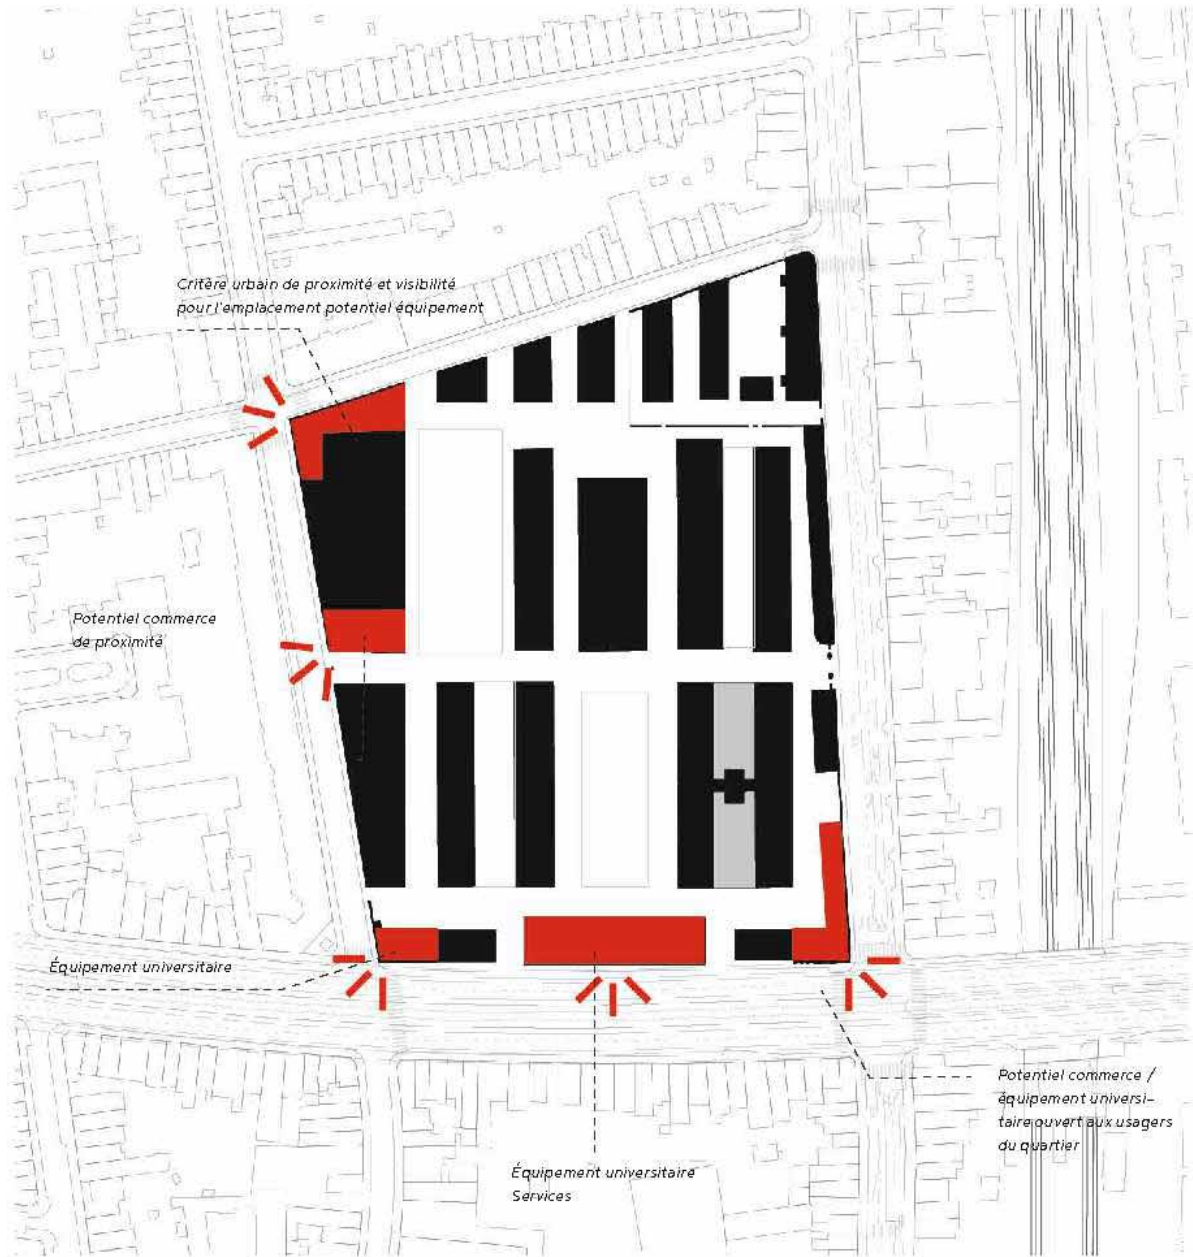 Critère urbain de proximité et visibilité
pour l'emplacement potentiel équipement
Potentiel commerce
de proximité
Équipement universitaire
Potentiel commerce /
équipement universi-
taire ouvert aux usagers
du quartier
Équipement universitaire
Services